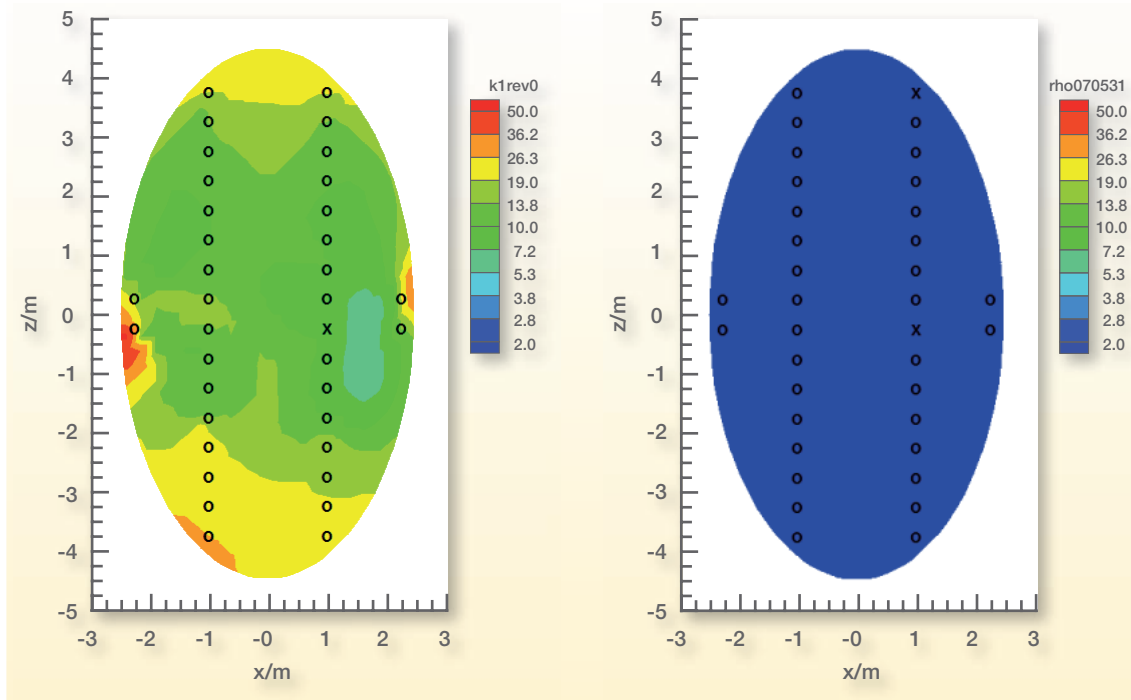 5
4
3
2
1
0
-1
-2
-3
-4
-5
z/m
-3
-2
-1
-0
1
2
3
x/m
k1rev0
50.0
36.2
26.3
19.0
13.8
10.0
7.2
5.3
3.8
2.8
2.0
o o
o o
o o
o o
o o
o o
o o
o o o o
o o x o
o o
o o
o o
o o
o o
o o
o o
5
4
3
2
1
0
-1
-2
-3
-4
-5
z/m
-3
-2
-1
-0
1
2
3
x/m
rho070531
50.0
36.2
26.3
19.0
13.8
10.0
7.2
5.3
3.8
2.8
2.0
o x
o o
o o
o o
o o
o o
o o
o o o o
o o x o
o o
o o
o o
o o
o o
o o
o o